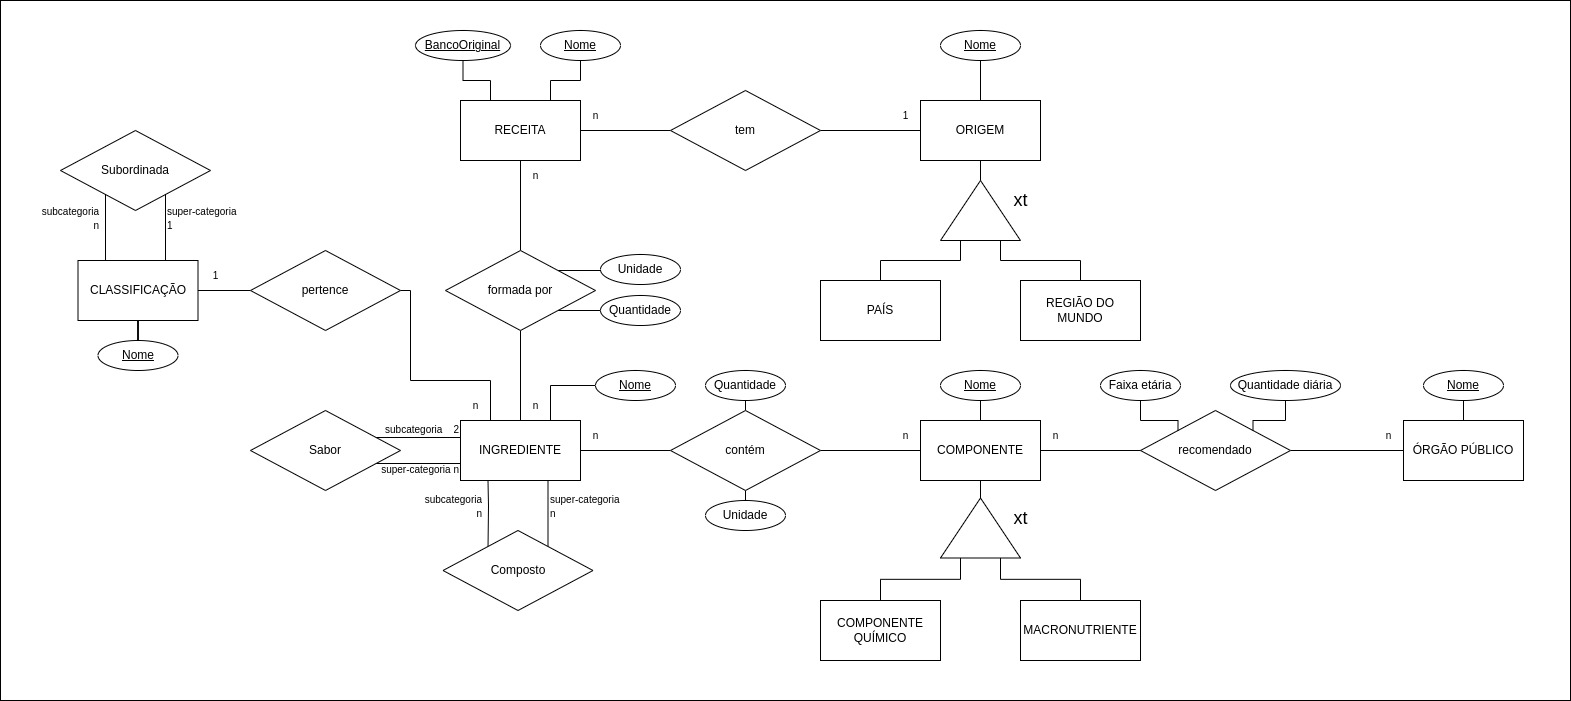 BancoOriginal
Nome
Nome
RECEITA
n
tem
1
ORIGEM
n
xt
Subordinada
subcategoria
n
super-categoria
1
CLASSIFICAÇÃO
1
pertence
formada por
Unidade
Quantidade
PAÍS
REGIÃO DO
MUNDO
Nome
n
n
Nome
Quantidade
Nome
Faixa etária
Quantidade diária
Nome
Sabor
subcategoria
2
super-categoria n
INGREDIENTE
n
contém
n
COMPONENTE
n
recomendado
n
ÓRGÃO PÚBLICO
subcategoria
n
super-categoria
n
Unidade
xt
Composto
COMPONENTE
QUÍMICO
MACRONUTRIENTE